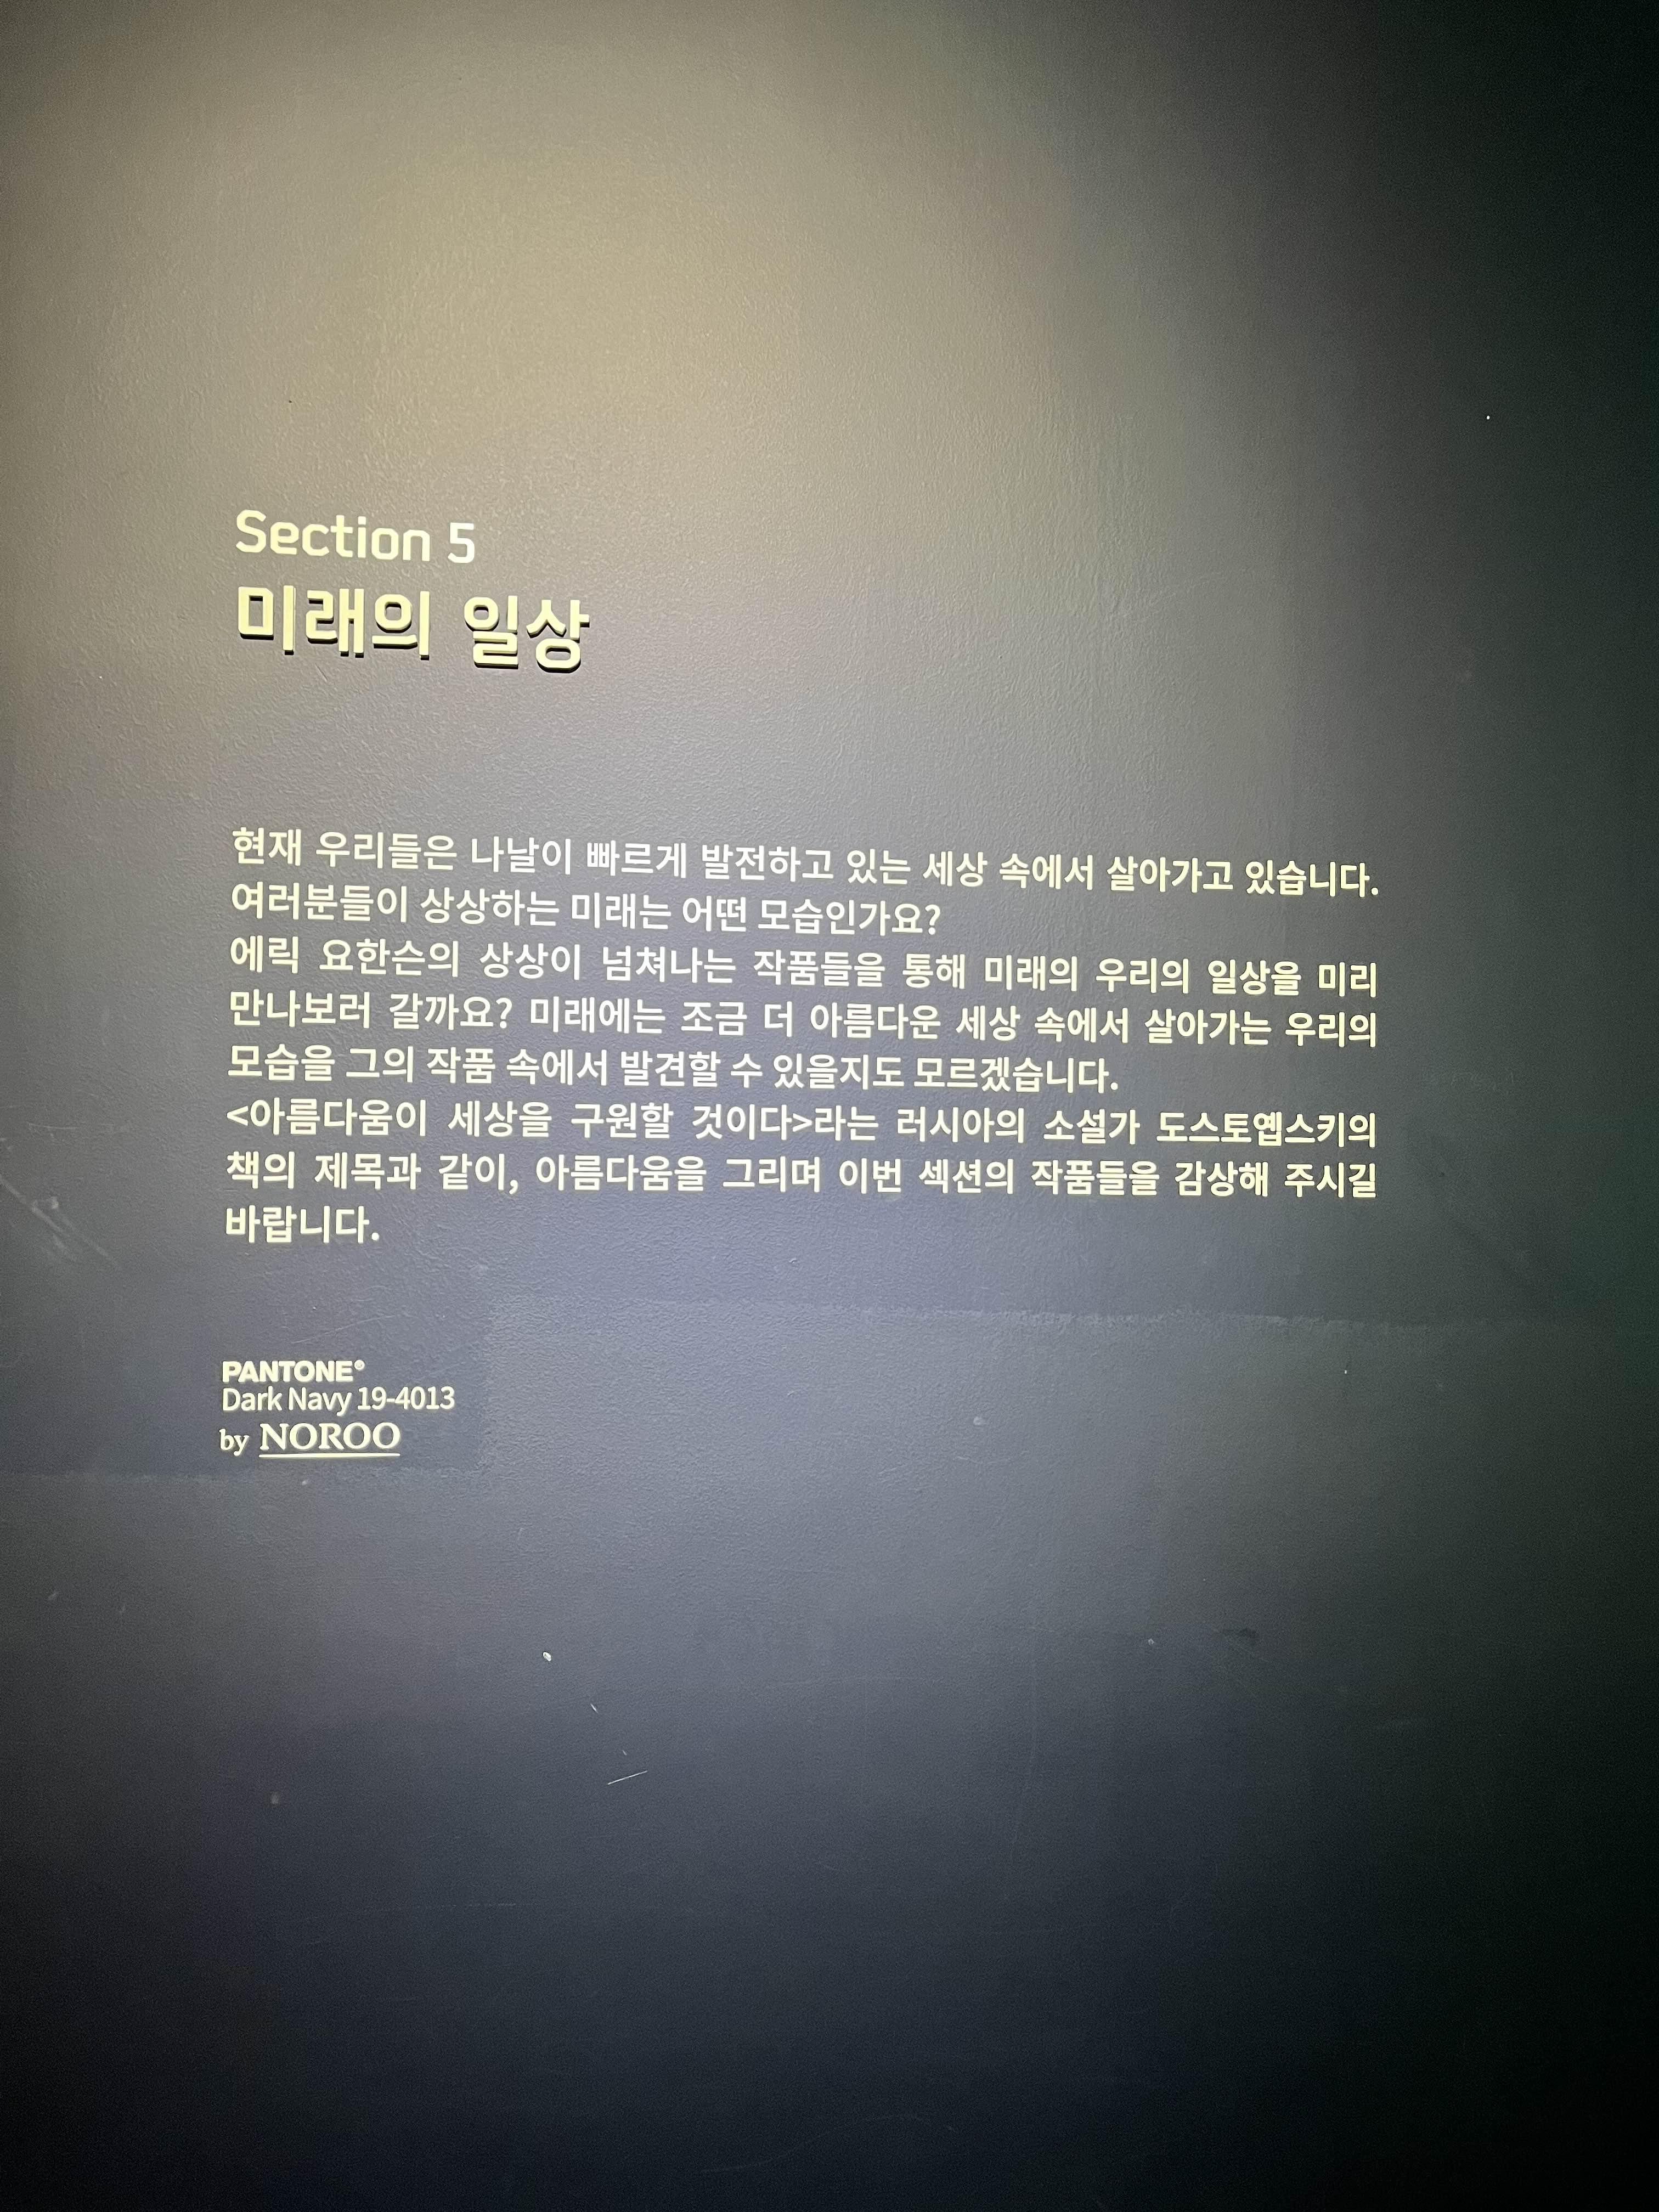 Section 5
미래의 일상
현재 우리들은 나날이 빠르게 발전하고 있는 세상 속에서 살아가고 있습니다.
여러분들이 상상하는 미래는 어떤 모습인가요?
에릭 요한슨의 상상이 넘쳐나는 작품들을 통해 미래의 우리의 일상을 미리
만나보러 갈까요? 미래에는 조금 더 아름다운 세상 속에서 살아가는 우리의
모습을 그의 작품 속에서 발견할 수 있을지도 모르겠습니다.
<아름다움이 세상을 구원할 것이다>라는 러시아의 소설가 도스토옙스키의
책의 제목과 같이, 아름다움을 그리며 이번 섹션의 작품들을 감상해 주시길
바랍니다.
PANTONE®
Dark Navy 19-4013
by NOROO